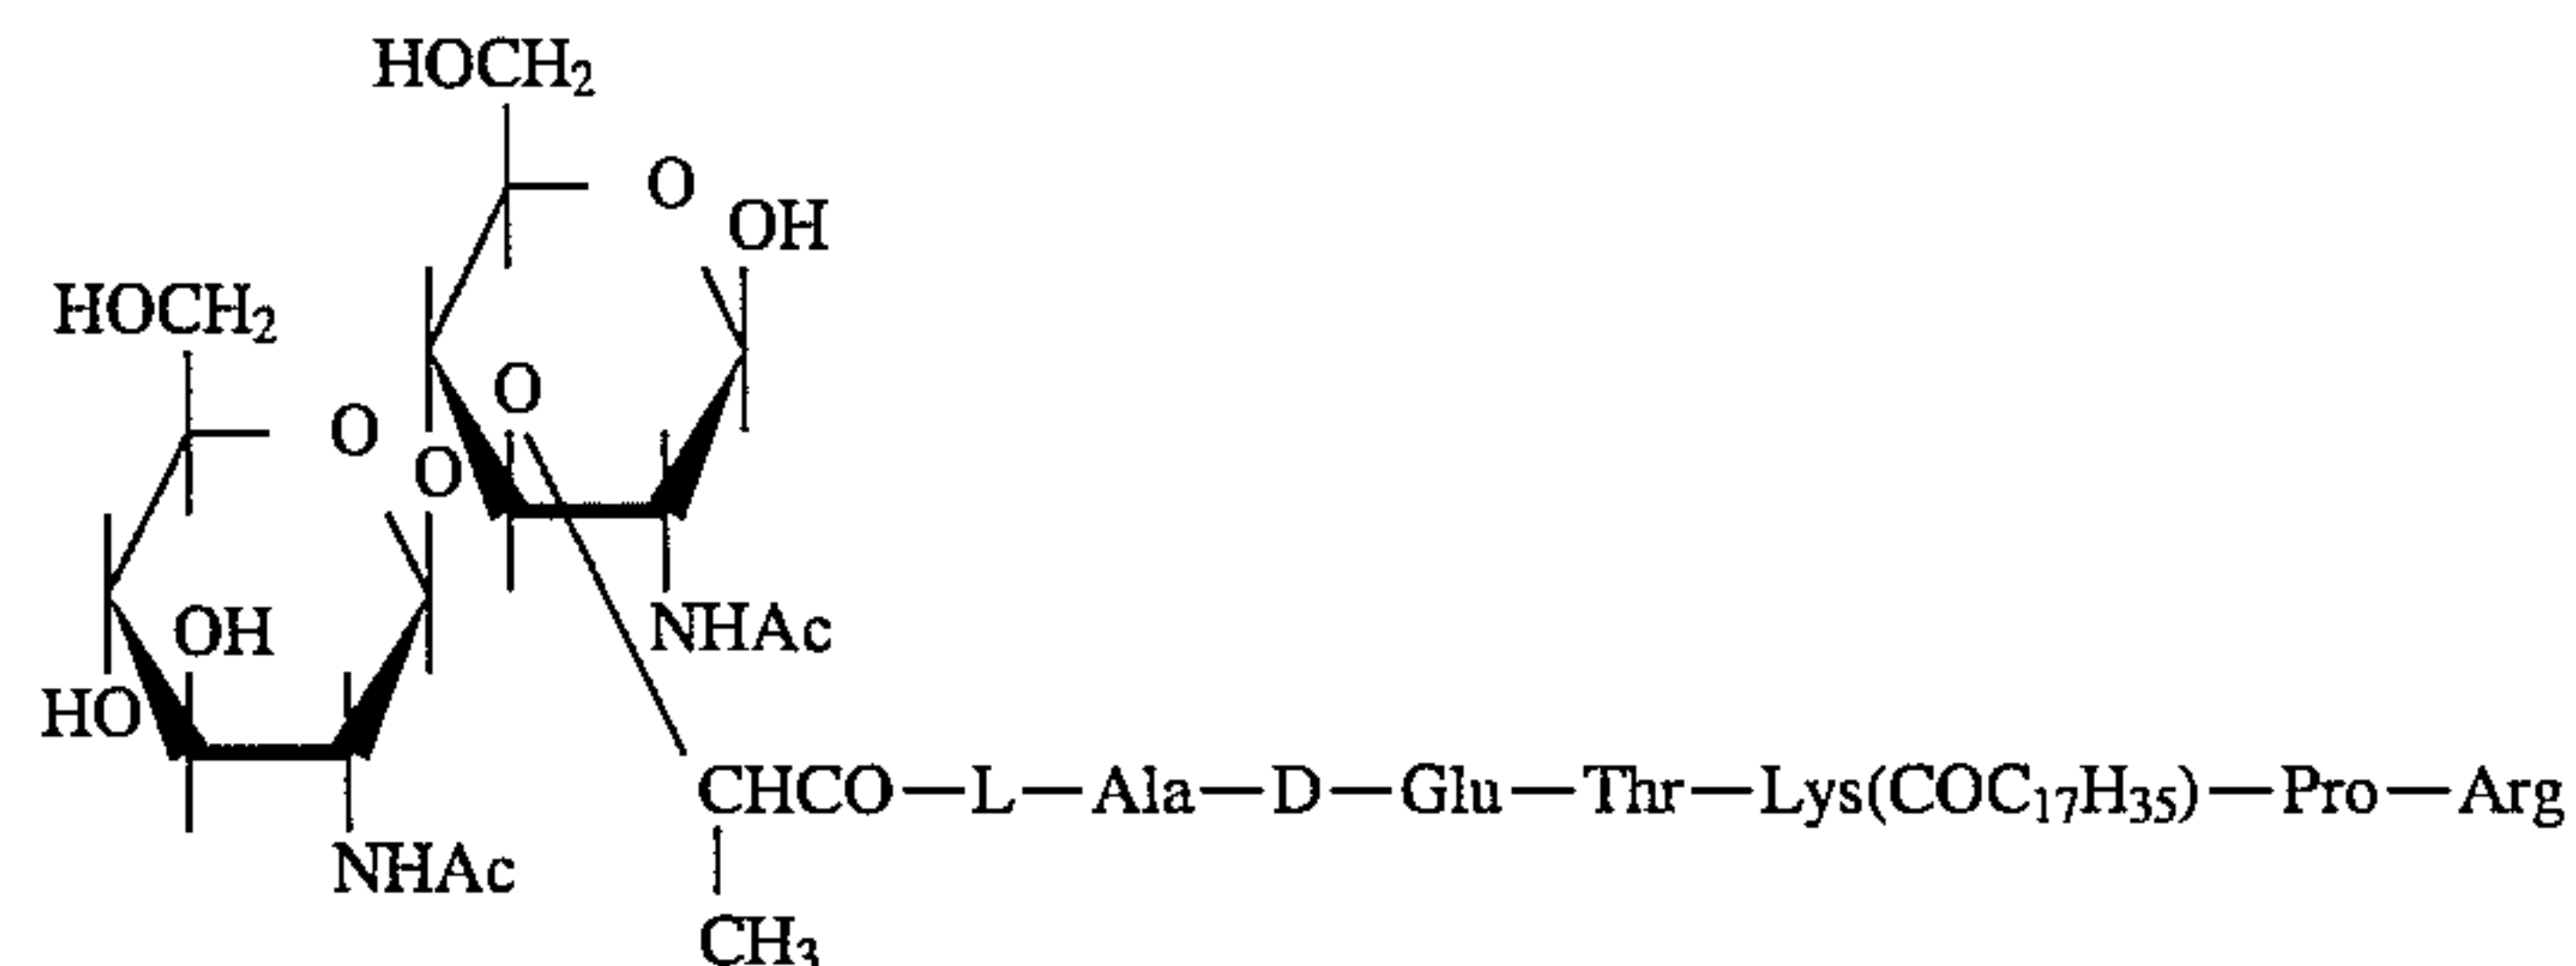 HOCH₂
O
OH
HOCH₂
O
O
O
OH
NHAc
HO
CHCO—L—Ala—D—Glu—Thr—Lys(COC₁₇H₃₅)—Pro—Arg
NHAc
CH₃